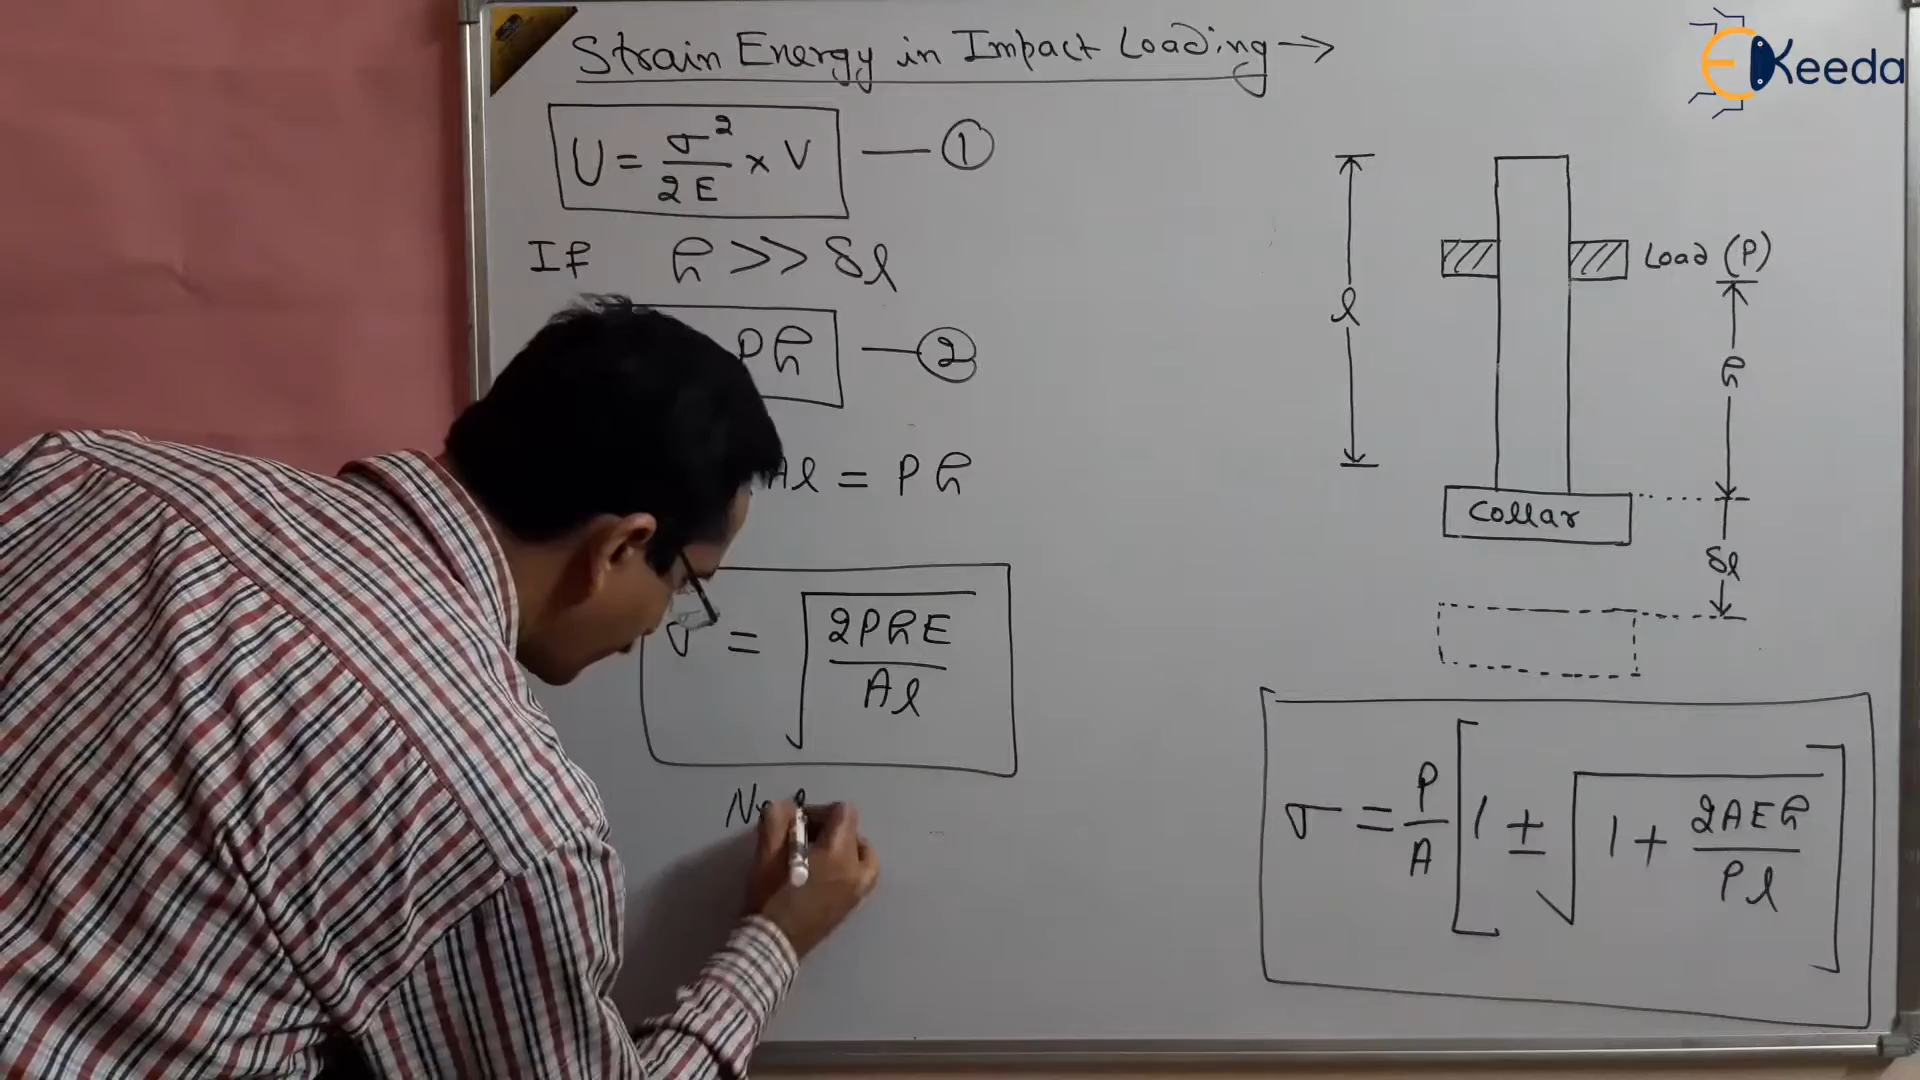 Strain Energy in Impact Loading →
U = σ²/2E × V — ①
If h >> δl
Ph — ②
Al = Ph
σ = √(2PhE/Al)
l
Load (P)
h
Collar
δl
σ = P/A [1 ± √(1 + 2AEh/Pl)]
EKeeda